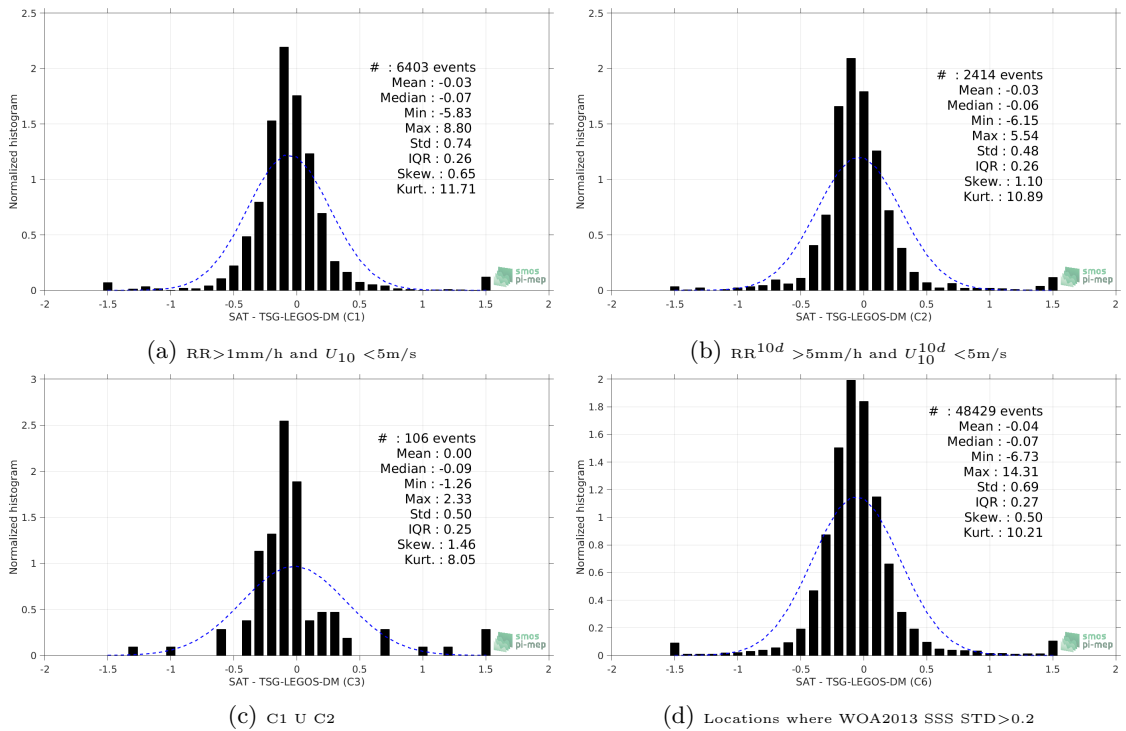 2.5
2
1.5
1
0.5
0
Normalized histogram
-2
-1
-0.5
0
0.5
1
1.5
2
SAT - TSG-LEGOS-DM (C1)
# : 6403 events
Mean : -0.03
Median : -0.07
Min : -5.83
Max : 8.80
Std : 0.74
IQR : 0.26
Skew. : 0.65
Kurt. : 11.71
smos
pi-mep
(a) RR>1mm/h and U10 <5m/s
2.5
2
1.5
1
0.5
0
Normalized histogram
-2
-1.5
-1
-0.5
0
0.5
1
1.5
2
SAT - TSG-LEGOS-DM (C2)
# : 2414 events
Mean : -0.03
Median : -0.06
Min : -6.15
Max : 5.54
Std : 0.48
IQR : 0.26
Skew. : 1.10
Kurt. : 10.89
smos
pi-mep
(b) RR^10d >5mm/h and U10^10d <5m/s
3
2.5
2
1.5
1
0.5
0
Normalized histogram
-2
-1.5
-1
-0.5
0
0.5
1
1.5
2
SAT - TSG-LEGOS-DM (C3)
# : 106 events
Mean : 0.00
Median : -0.09
Min : -1.26
Max : 2.33
Std : 0.50
IQR : 0.25
Skew. : 1.46
Kurt. : 8.05
smos
pi-mep
(c) C1 U C2
2
1.8
1.6
1.4
1.2
1
0.8
0.6
0.4
0.2
0
Normalized histogram
-2
-1.5
-1
-0.5
0
0.5
1
1.5
2
SAT - TSG-LEGOS-DM (C6)
# : 48429 events
Mean : -0.04
Median : -0.07
Min : -6.73
Max : 14.31
Std : 0.69
IQR : 0.27
Skew. : 0.50
Kurt. : 10.21
smos
pi-mep
(d) Locations where WOA2013 SSS STD>0.2